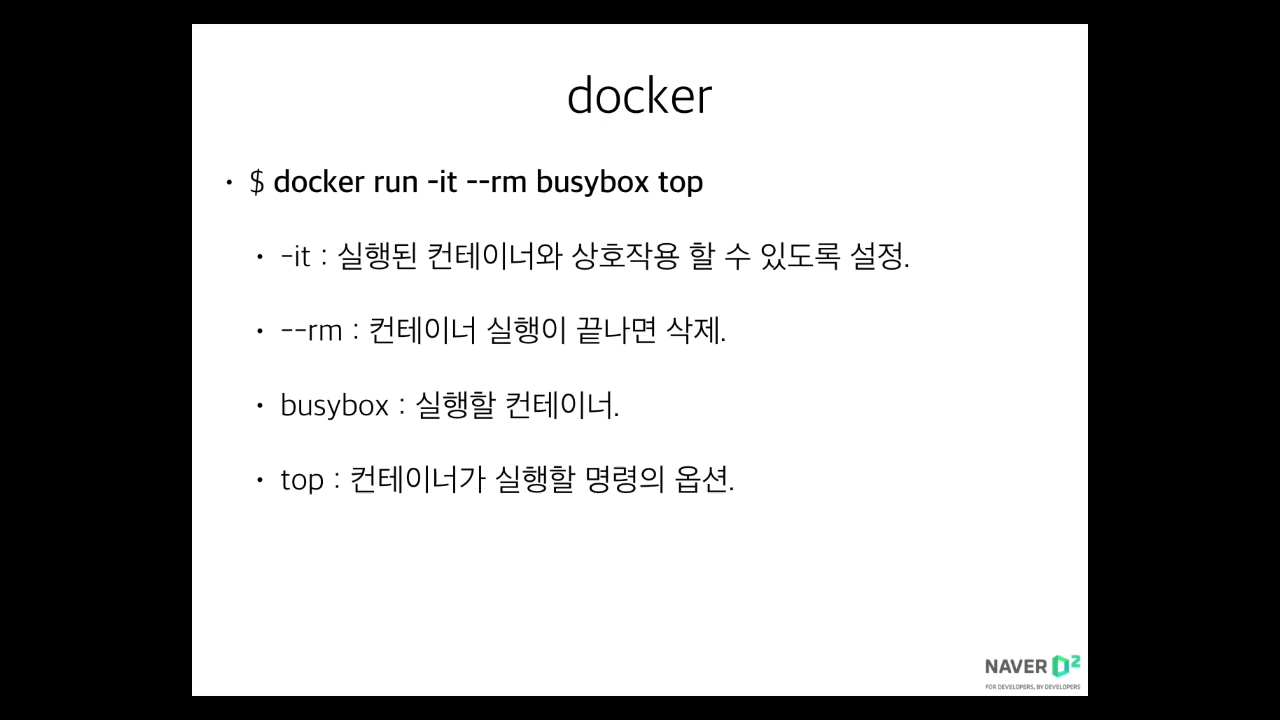 docker
• $ docker run -it --rm busybox top
• -it : 실행된 컨테이너와 상호작용 할 수 있도록 설정.
• --rm : 컨테이너 실행이 끝나면 삭제.
• busybox : 실행할 컨테이너.
• top : 컨테이너가 실행할 명령의 옵션.
NAVER D2
FOR DEVELOPERS, BY DEVELOPERS